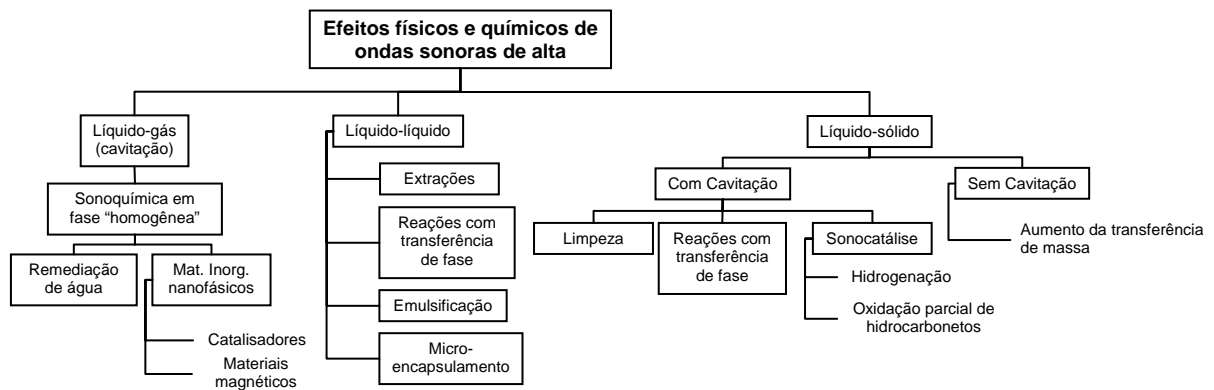 Efeitos físicos e químicos de
ondas sonoras de alta
Líquido-gás
(cavitação)
Sonoquímica em
fase “homogênea”
Remediação
de água
Mat. Inorg.
nanofásicos
Catalisadores
Materiais
magnéticos
Líquido-líquido
Extrações
Reações com
transferência
de fase
Emulsificação
Micro-
encapsulamento
Líquido-sólido
Com Cavitação
Limpeza
Reações com
transferência
de fase
Sonocatálise
Hidrogenação
Oxidação parcial de
hidrocarbonetos
Sem Cavitação
Aumento da transferência
de massa